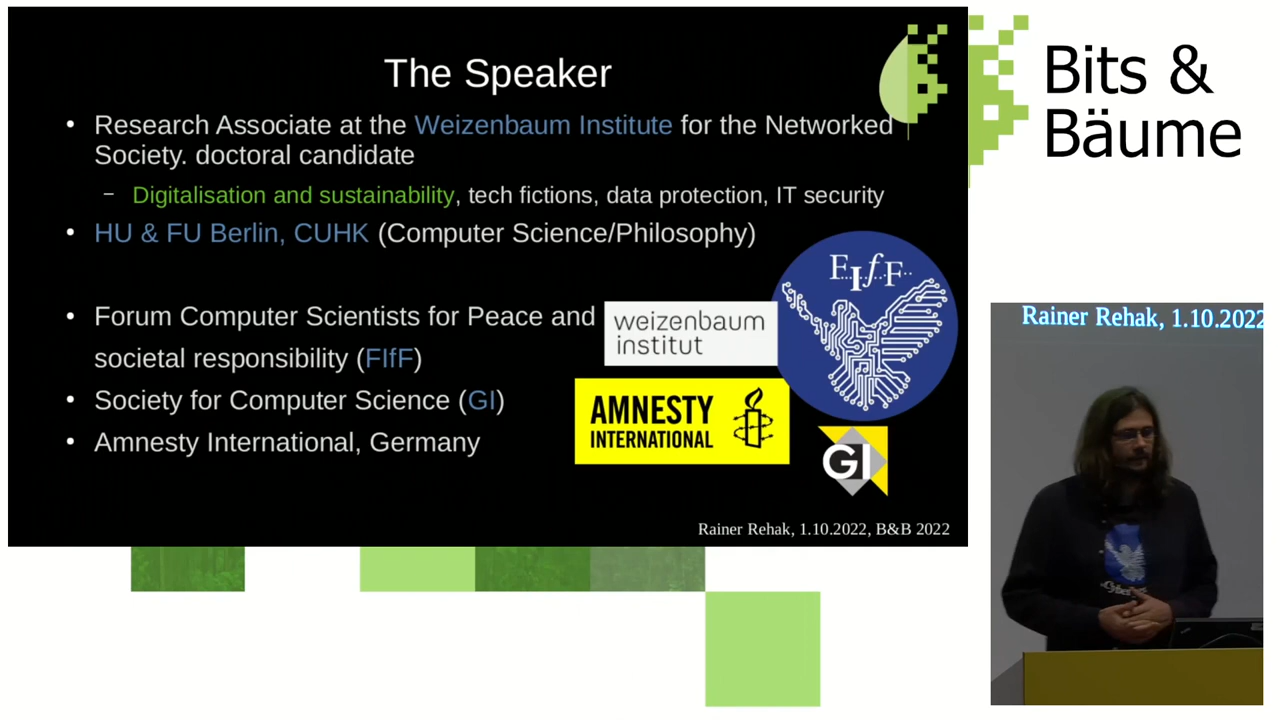 The Speaker
• Research Associate at the Weizenbaum Institute for the Networked
Society. doctoral candidate
– Digitalisation and sustainability, tech fictions, data protection, IT security
• HU & FU Berlin, CUHK (Computer Science/Philosophy)
• Forum Computer Scientists for Peace and
societal responsibility (FIfF)
• Society for Computer Science (GI)
• Amnesty International, Germany
weizenbaum
institut
F..I..f..F..
AMNESTY
INTERNATIONAL
GI
Rainer Rehak, 1.10.2022, B&B 2022
Bits &
Bäume
Rainer Rehak, 1.10.2022